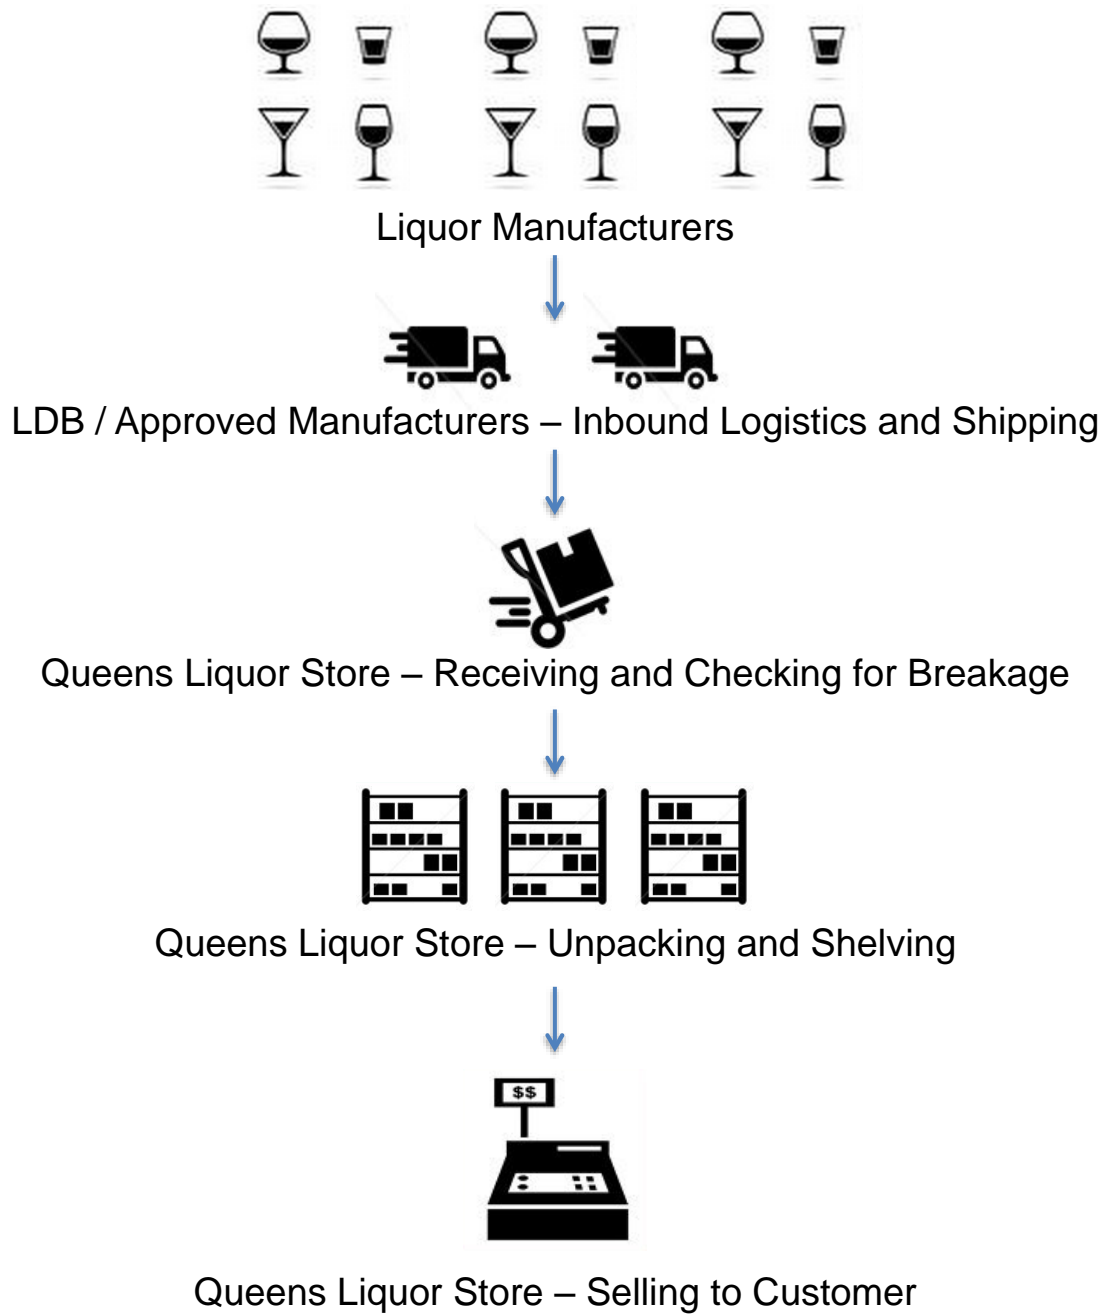 Liquor Manufacturers
LDB / Approved Manufacturers – Inbound Logistics and Shipping
Queens Liquor Store – Receiving and Checking for Breakage
Queens Liquor Store – Unpacking and Shelving
$$
Queens Liquor Store – Selling to Customer